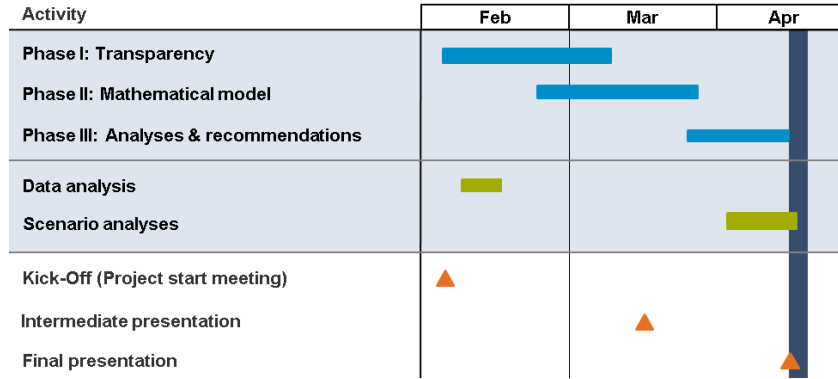 Activity
Feb
Mar
Apr
Phase I: Transparency
Phase II: Mathematical model
Phase III: Analyses & recommendations
Data analysis
Scenario analyses
Kick-Off (Project start meeting)
Intermediate presentation
Final presentation